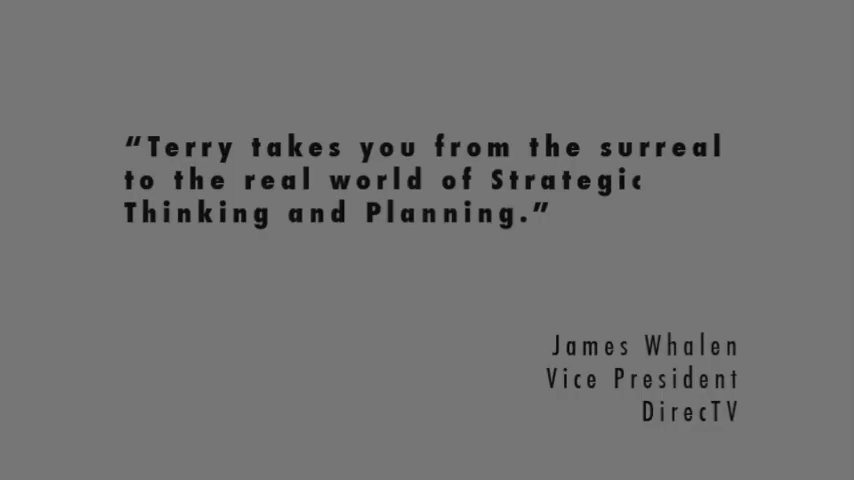 “Terry takes you from the surreal
to the real world of Strategic
Thinking and Planning.”
James Whalen
Vice President
DirecTV